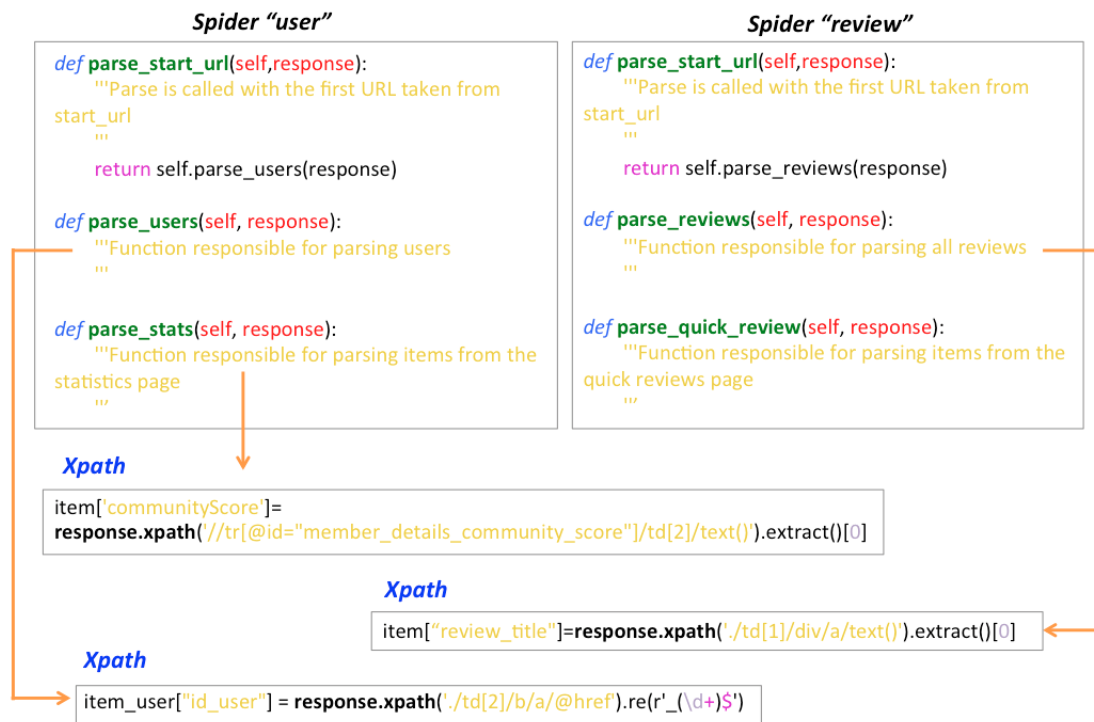 Spider “user”
def parse_start_url(self,response):
'''Parse is called with the first URL taken from
start_url
'''
return self.parse_users(response)
def parse_users(self, response):
'''Function responsible for parsing users
'''
def parse_stats(self, response):
'''Function responsible for parsing items from the
statistics page
'''
Spider “review”
def parse_start_url(self,response):
'''Parse is called with the first URL taken from
start_url
'''
return self.parse_reviews(response)
def parse_reviews(self, response):
'''Function responsible for parsing all reviews
'''
def parse_quick_review(self, response):
'''Function responsible for parsing items from the
quick reviews page
'''
Xpath
item['communityScore']=
response.xpath('//tr[@id="member_details_community_score"]/td[2]/text()').extract()[0]
Xpath
item[“review_title"]=response.xpath('./td[1]/div/a/text()').extract()[0]
Xpath
item_user["id_user"] = response.xpath('./td[2]/b/a/@href').re(r'_(\d+)$')